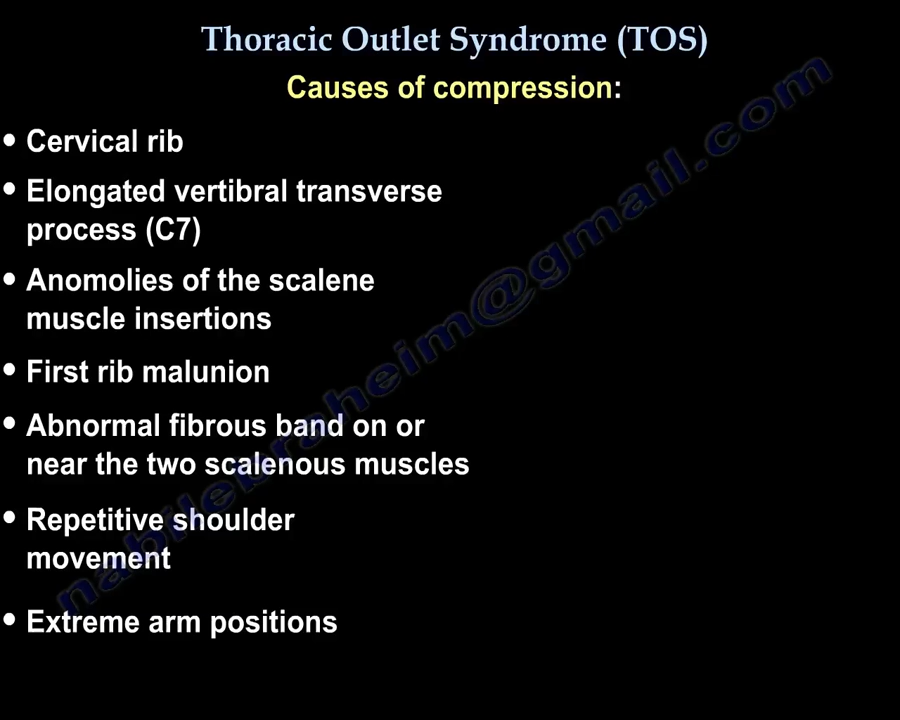 Thoracic Outlet Syndrome (TOS)
Causes of compression:
• Cervical rib
• Elongated vertibral transverse
process (C7)
• Anomolies of the scalene
muscle insertions
• First rib malunion
• Abnormal fibrous band on or
near the two scalenous muscles
• Repetitive shoulder
movement
• Extreme arm positions
nabilebraheim@gmail.com